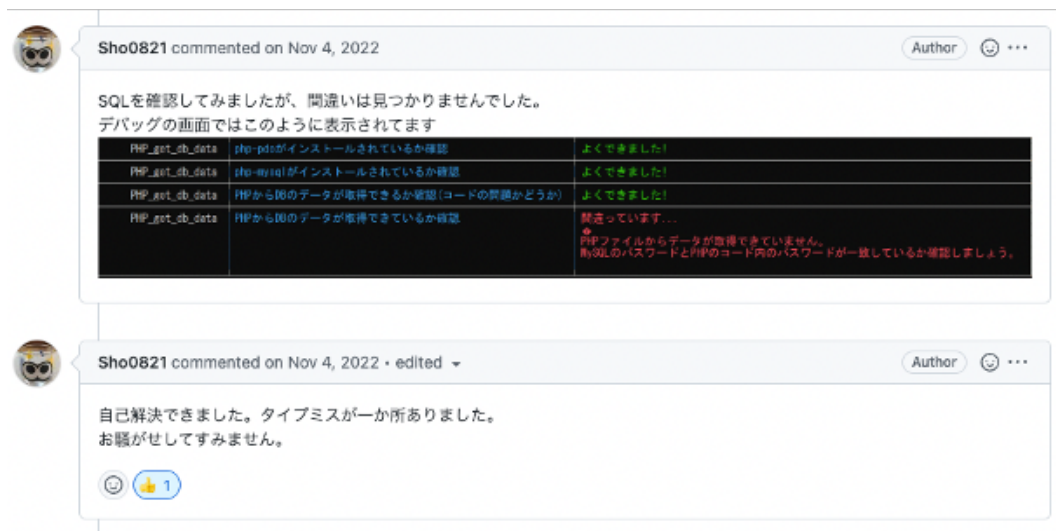 Sho0821 commented on Nov 4, 2022
Author
SQLを確認してみましたが、間違いは見つかりませんでした。
デバッグの画面ではこのように表示されてます
PHP_get_db_data php-pdoがインストールされているか確認 よくできました!
PHP_get_db_data php-mysqlがインストールされているか確認 よくできました!
PHP_get_db_data PHPからDBのデータが取得できるか確認(コードの問題かどうか) よくできました!
PHP_get_db_data PHPからDBのデータが取得できているか確認 間違っています...
PHPファイルからデータが取得できていません。
MySQLのパスワードとPHPのコード内のパスワードが一致しているか確認しましょう。
Sho0821 commented on Nov 4, 2022 • edited
Author
自己解決できました。タイプミスが一か所ありました。
お騒がせしてすみません。
1